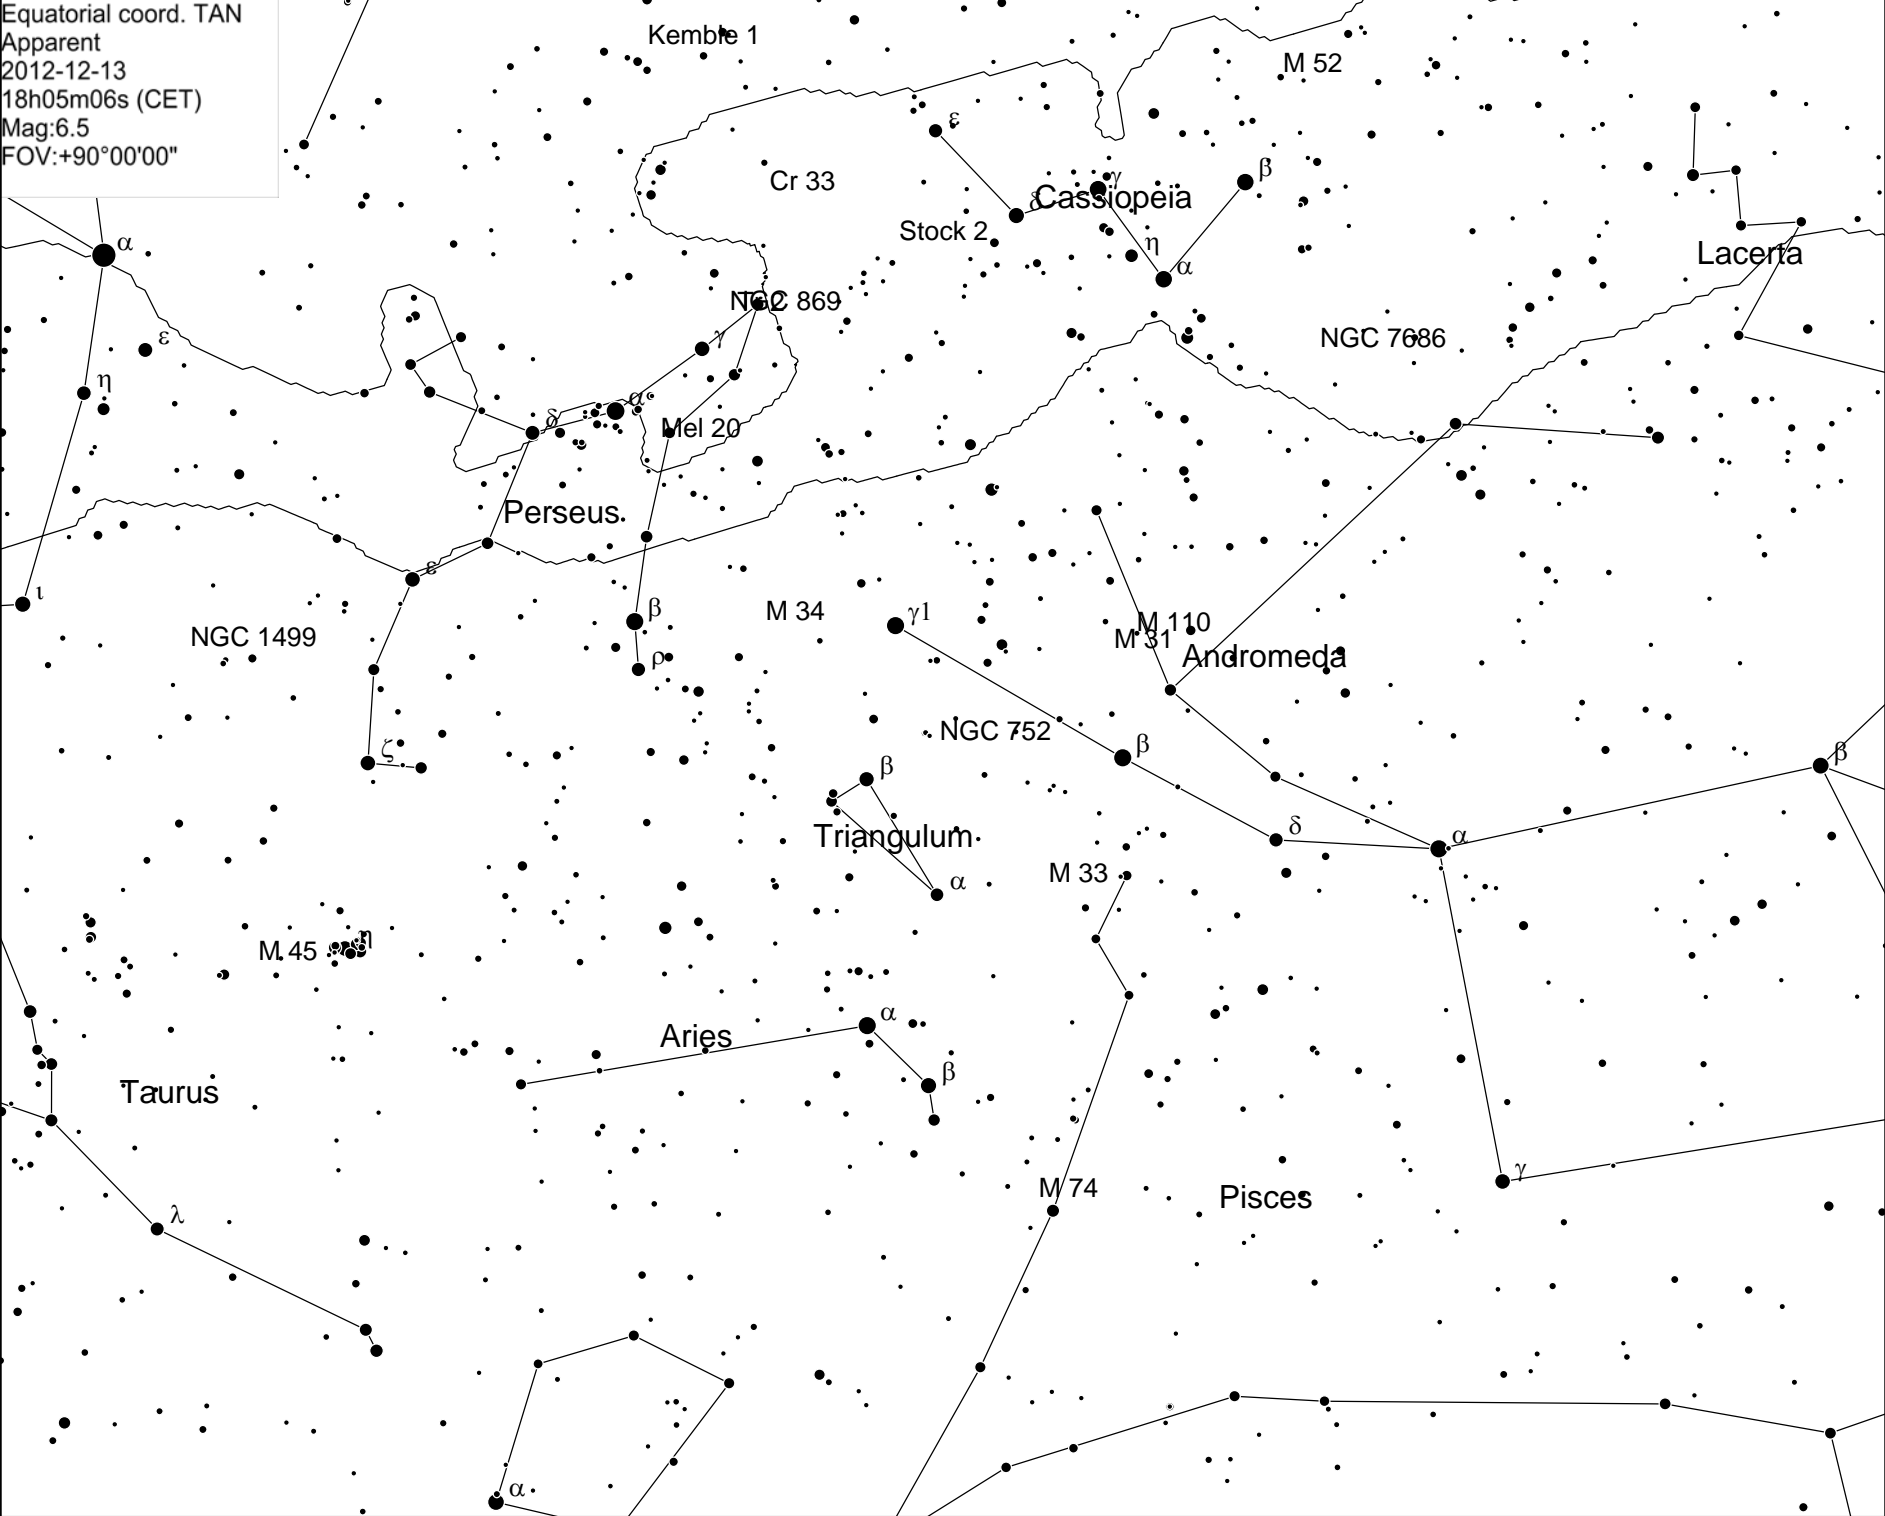 Equatorial coord. TAN
Apparent
2012-12-13
18h05m06s (CET)
Mag:6.5
FOV:+90°00'00"
Kemble 1
M 52
ε
Cr 33
γ
β
δ
Cassiopeia
Stock 2
η
α
Lacerta
α
NGC 869
ε
γ
NGC 7686
η
α
δ
Mel 20
Perseus
ε
ι
β
M 34
γ1
M 110
M 31
Andromeda
NGC 1499
ρ
NGC 752
ζ
β
β
β
δ
α
Triangulum
M 33
α
η
M 45
α
Aries
β
Taurus
γ
M 74
Pisces
λ
α